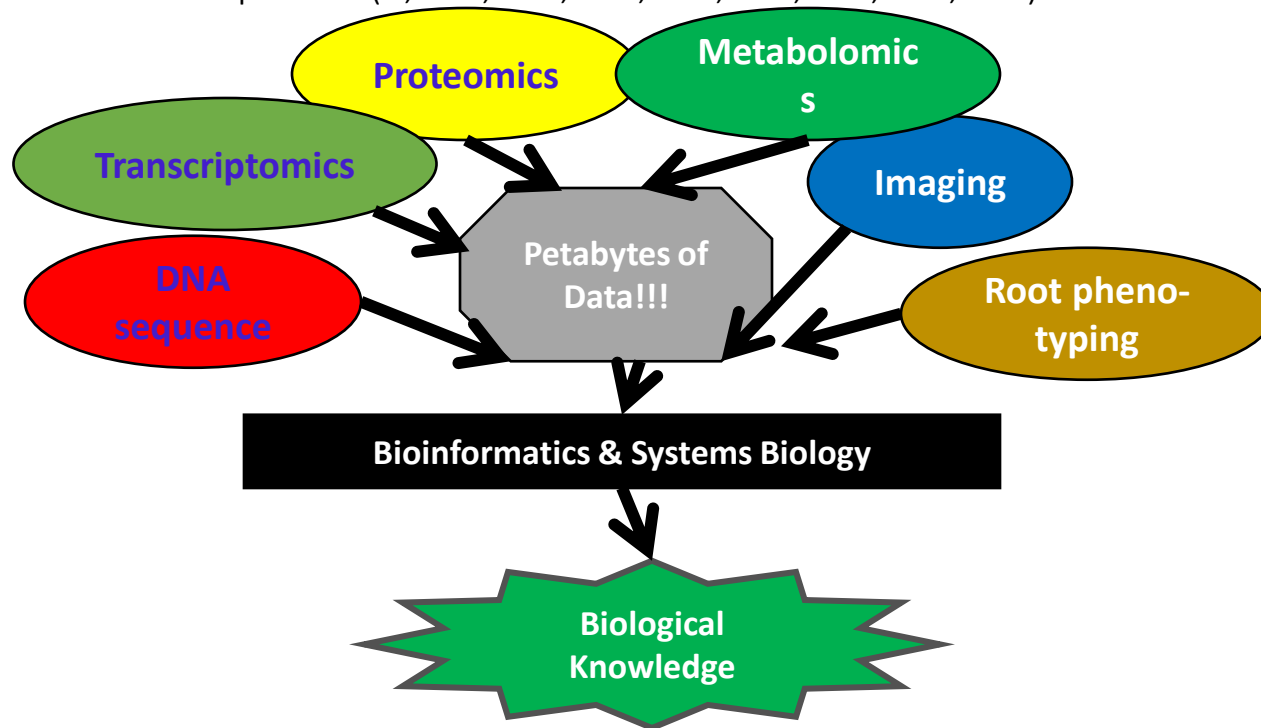 Proteomics
Metabolomic
s
Transcriptomics
Imaging
Petabytes of
Data!!!
DNA
sequence
Root pheno-
typing
Bioinformatics & Systems Biology
Biological
Knowledge